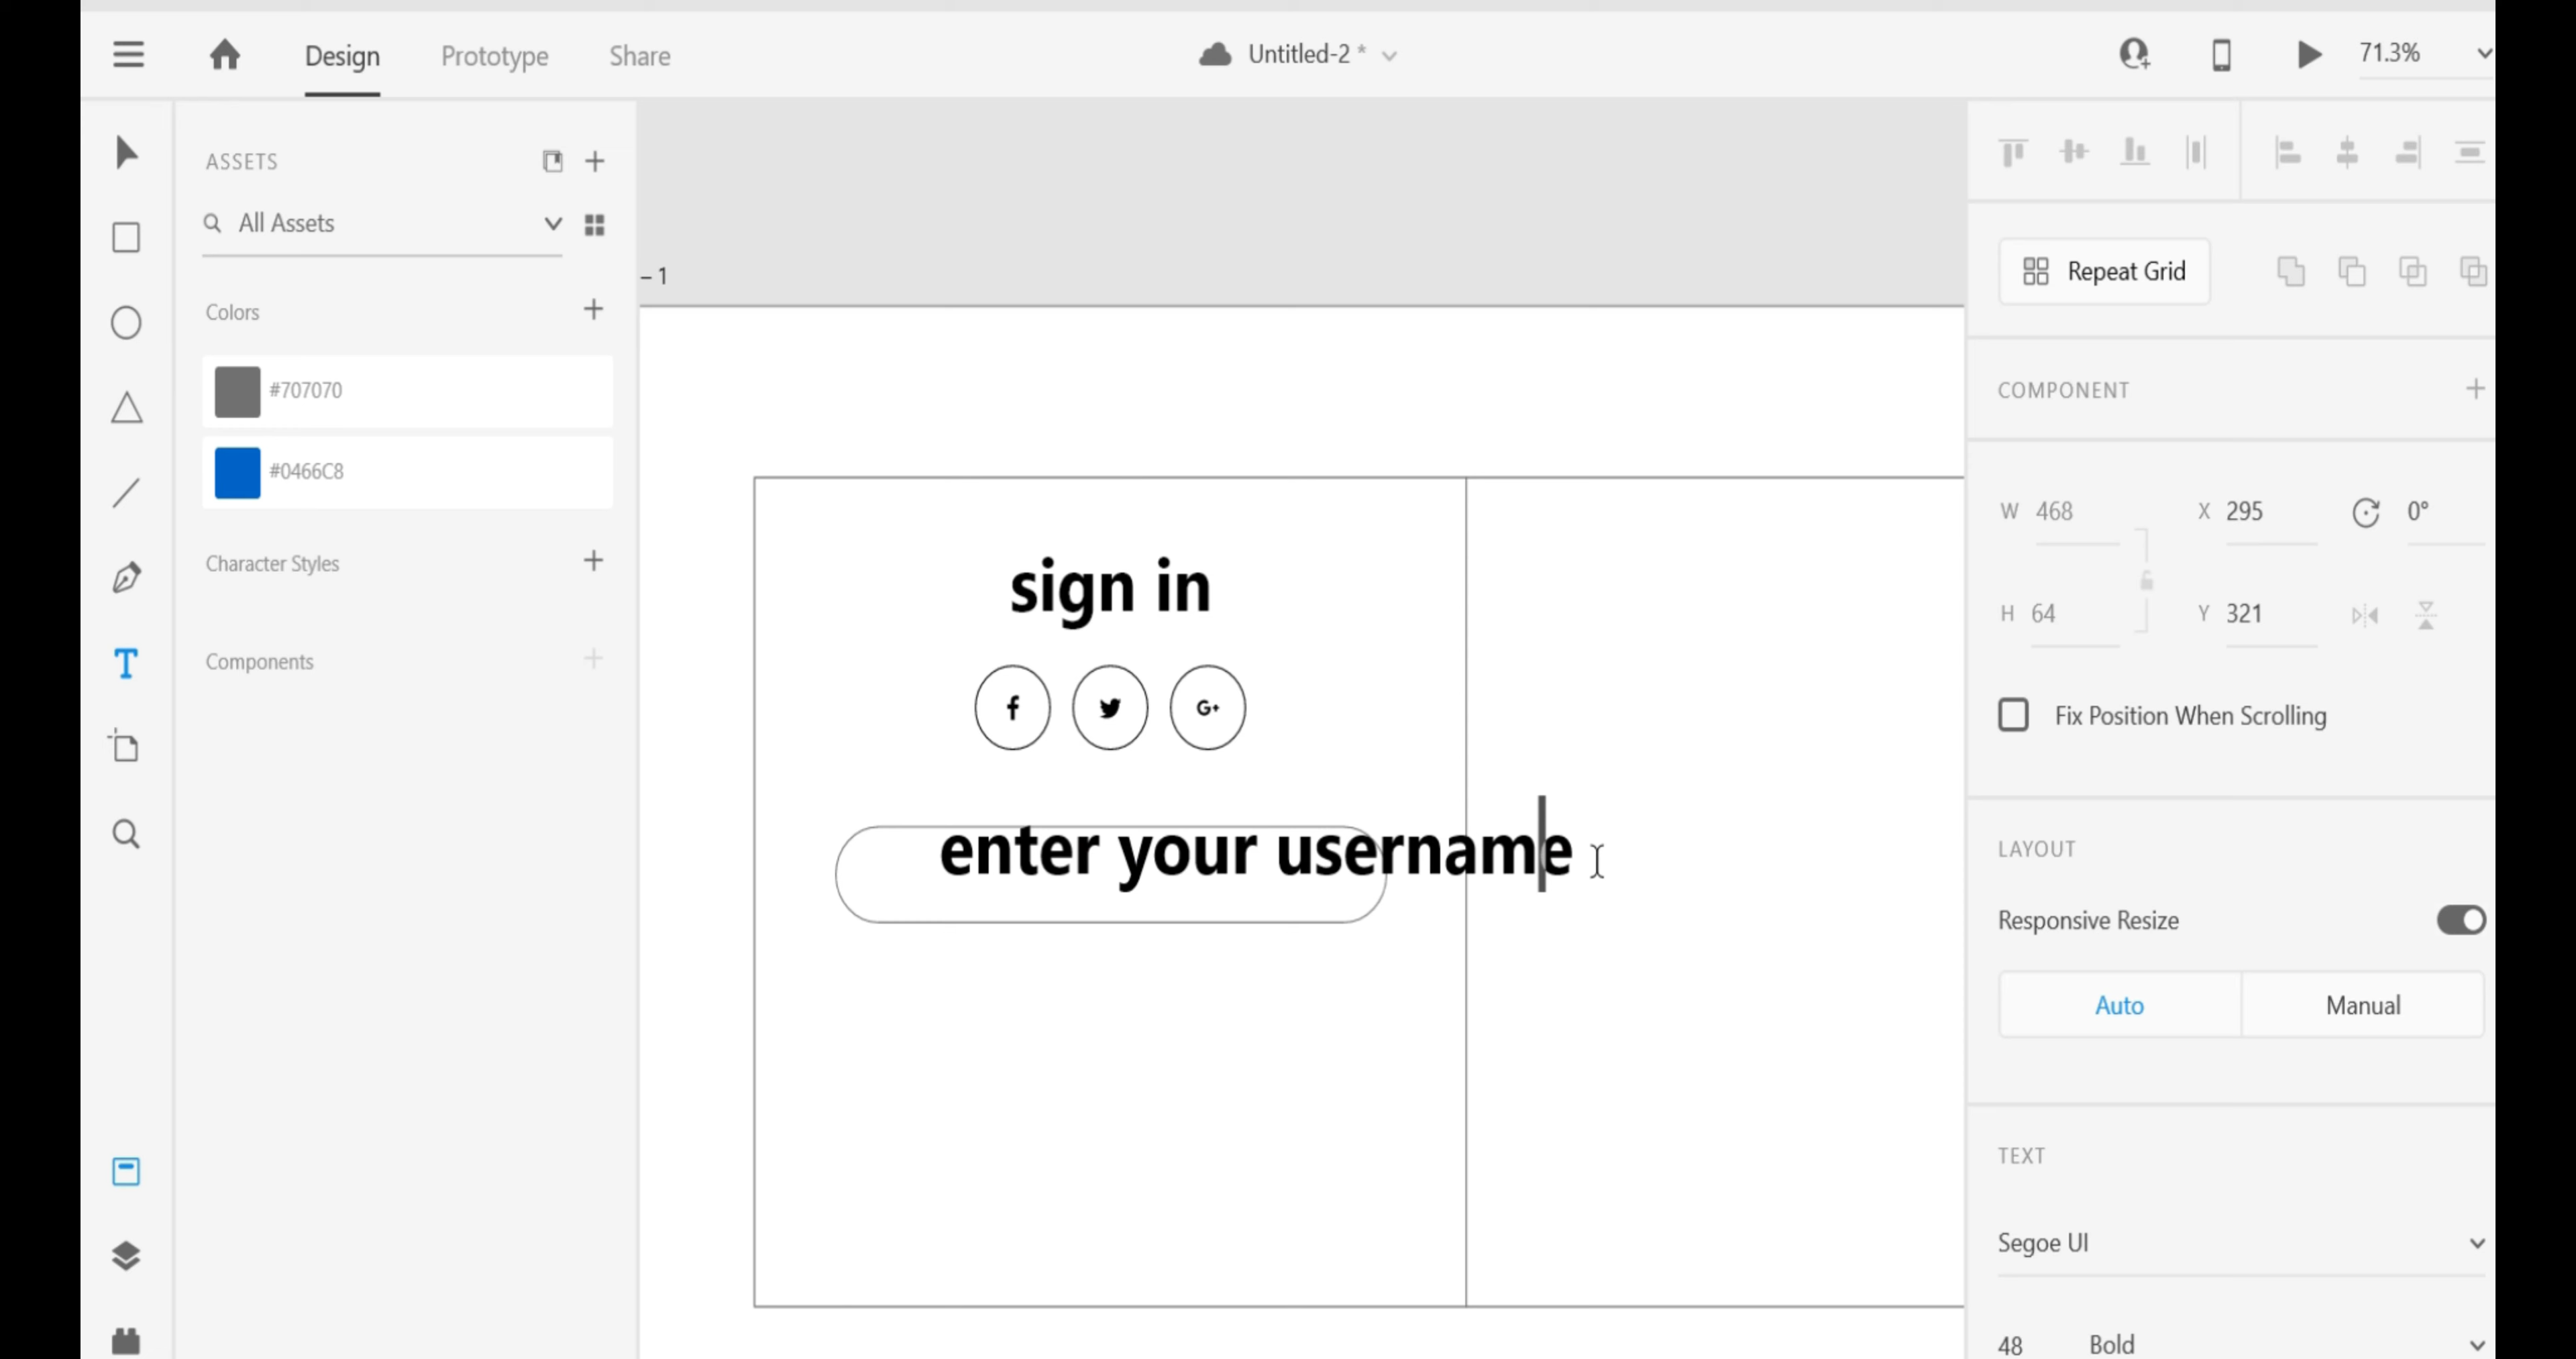 Design Prototype Share
Untitled-2 *
71.3%
ASSETS
All Assets
Colors
#707070
#0466C8
Character Styles
Components
– 1
sign in
f
G+
enter your username
Repeat Grid
COMPONENT
W 468 X 295 0°
H 64 Y 321
Fix Position When Scrolling
LAYOUT
Responsive Resize
Auto Manual
TEXT
Segoe UI
48 Bold